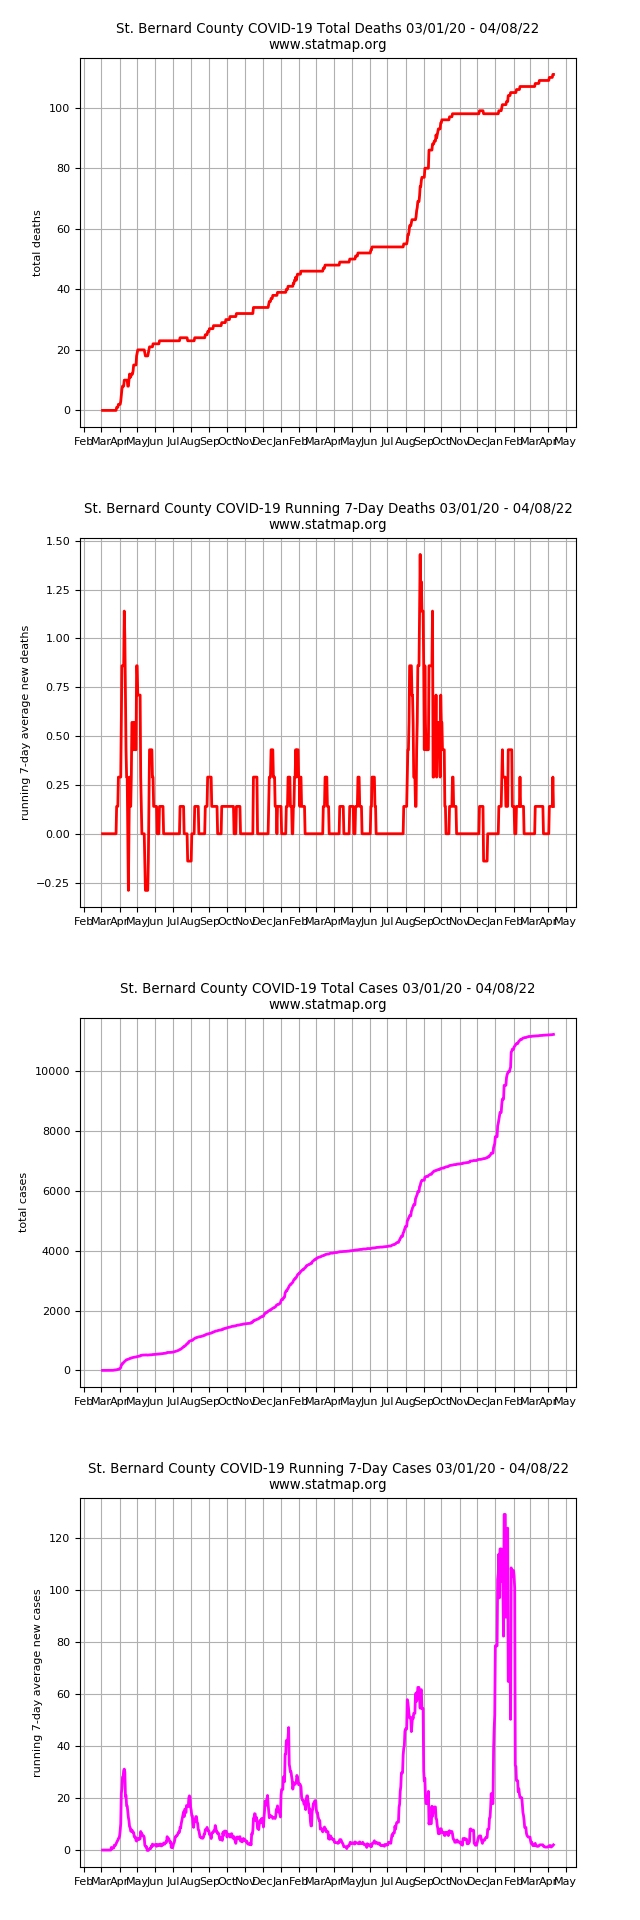 St. Bernard County COVID-19 Total Deaths 03/01/20 - 04/08/22
www.statmap.org
100
80
60
40
20
0
total deaths
Feb Mar Apr May Jun Jul Aug Sep Oct Nov Dec Jan Feb Mar Apr May Jun Jul Aug Sep Oct Nov Dec Jan Feb Mar Apr May
St. Bernard County COVID-19 Running 7-Day Deaths 03/01/20 - 04/08/22
www.statmap.org
1.50
1.25
1.00
0.75
0.50
0.25
0.00
−0.25
running 7-day average new deaths
Feb Mar Apr May Jun Jul Aug Sep Oct Nov Dec Jan Feb Mar Apr May Jun Jul Aug Sep Oct Nov Dec Jan Feb Mar Apr May
St. Bernard County COVID-19 Total Cases 03/01/20 - 04/08/22
www.statmap.org
10000
8000
6000
4000
2000
0
total cases
Feb Mar Apr May Jun Jul Aug Sep Oct Nov Dec Jan Feb Mar Apr May Jun Jul Aug Sep Oct Nov Dec Jan Feb Mar Apr May
St. Bernard County COVID-19 Running 7-Day Cases 03/01/20 - 04/08/22
www.statmap.org
120
100
80
60
40
20
0
running 7-day average new cases
Feb Mar Apr May Jun Jul Aug Sep Oct Nov Dec Jan Feb Mar Apr May Jun Jul Aug Sep Oct Nov Dec Jan Feb Mar Apr May